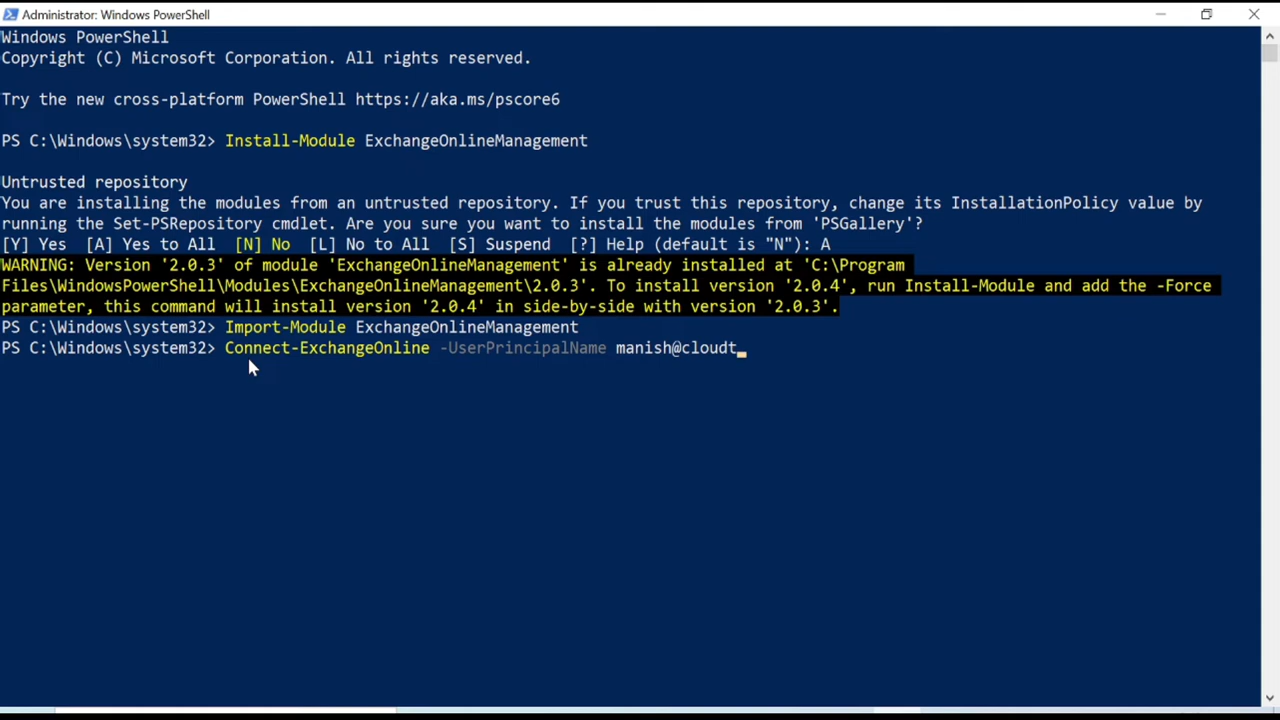 Administrator: Windows PowerShell
Windows PowerShell
Copyright (C) Microsoft Corporation. All rights reserved.
Try the new cross-platform PowerShell https://aka.ms/pscore6
PS C:\Windows\system32> Install-Module ExchangeOnlineManagement
Untrusted repository
You are installing the modules from an untrusted repository. If you trust this repository, change its InstallationPolicy value by
running the Set-PSRepository cmdlet. Are you sure you want to install the modules from 'PSGallery'?
[Y] Yes  [A] Yes to All  [N] No  [L] No to All  [S] Suspend  [?] Help (default is "N"): A
WARNING: Version '2.0.3' of module 'ExchangeOnlineManagement' is already installed at 'C:\Program
Files\WindowsPowerShell\Modules\ExchangeOnlineManagement\2.0.3'. To install version '2.0.4', run Install-Module and add the -Force
parameter, this command will install version '2.0.4' in side-by-side with version '2.0.3'.
PS C:\Windows\system32> Import-Module ExchangeOnlineManagement
PS C:\Windows\system32> Connect-ExchangeOnline -UserPrincipalName manish@cloudt